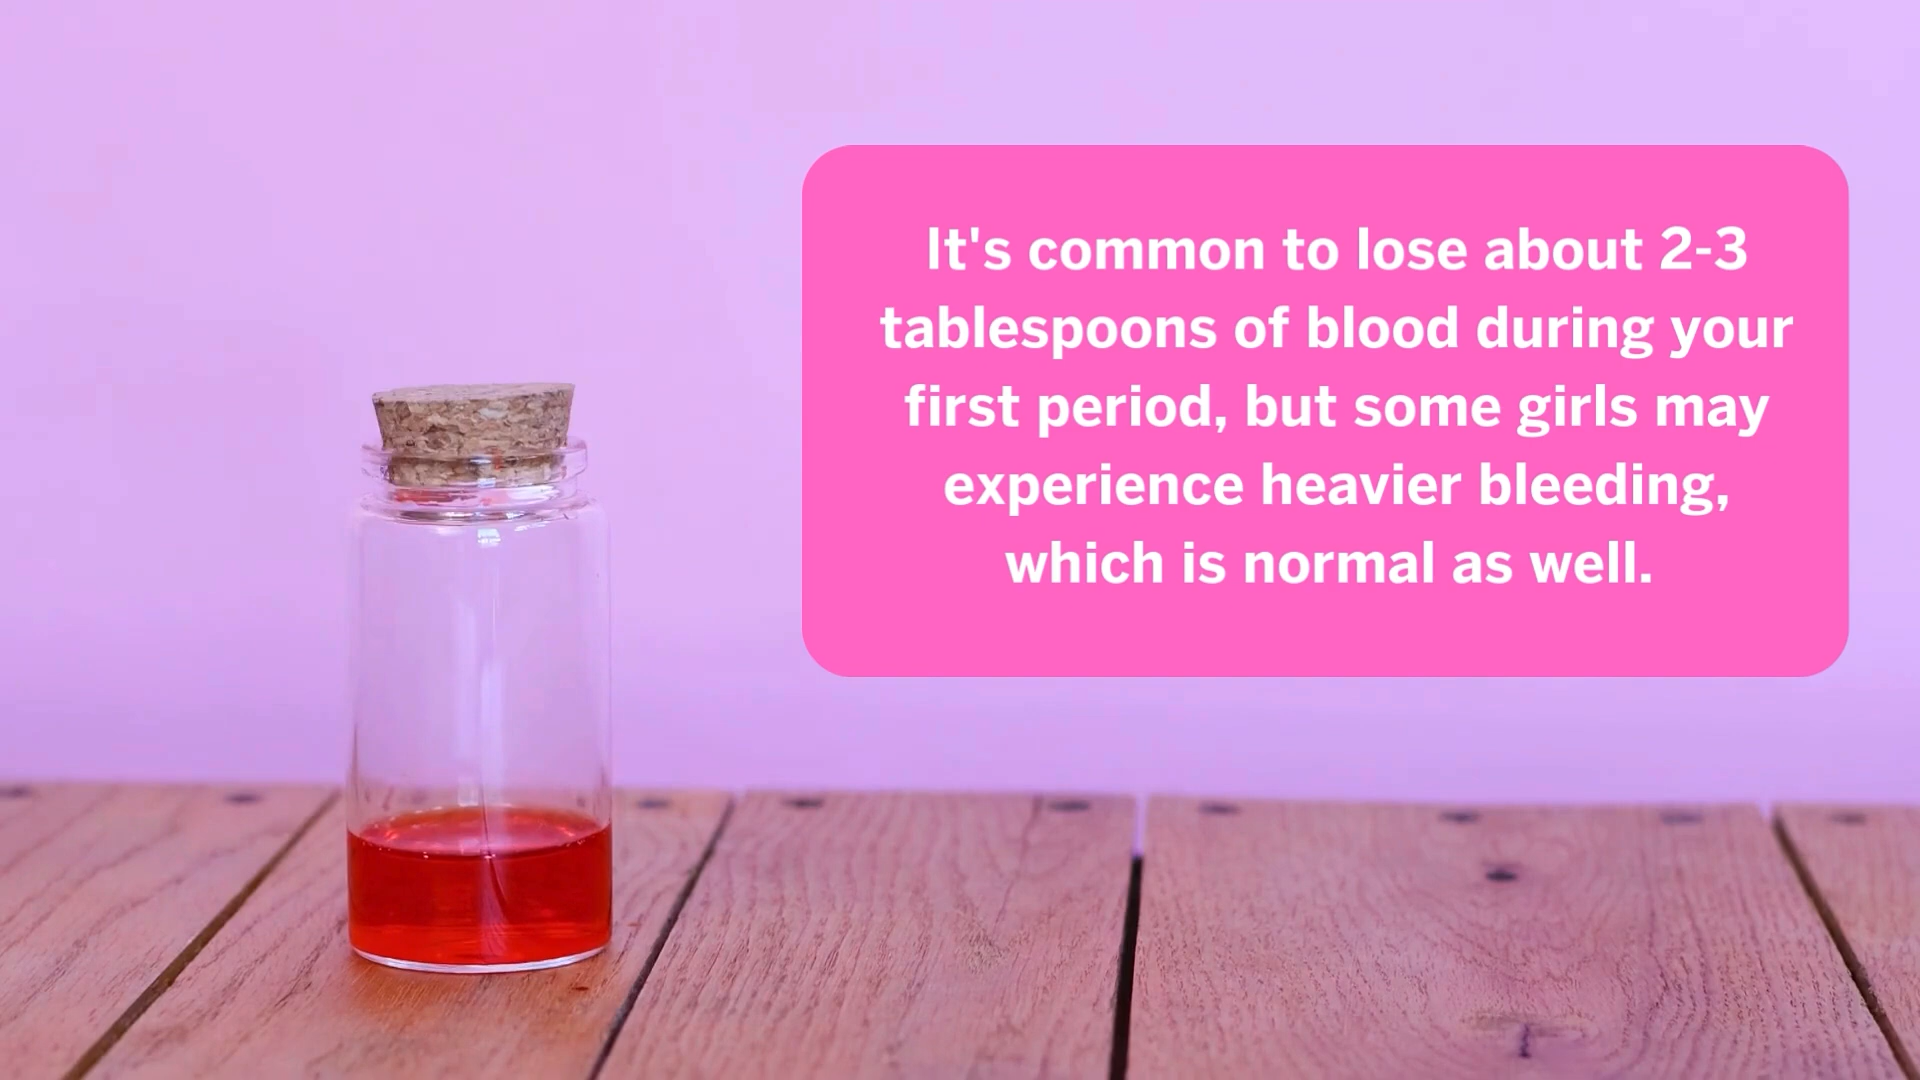 It's common to lose about 2-3
tablespoons of blood during your
first period, but some girls may
experience heavier bleeding,
which is normal as well.